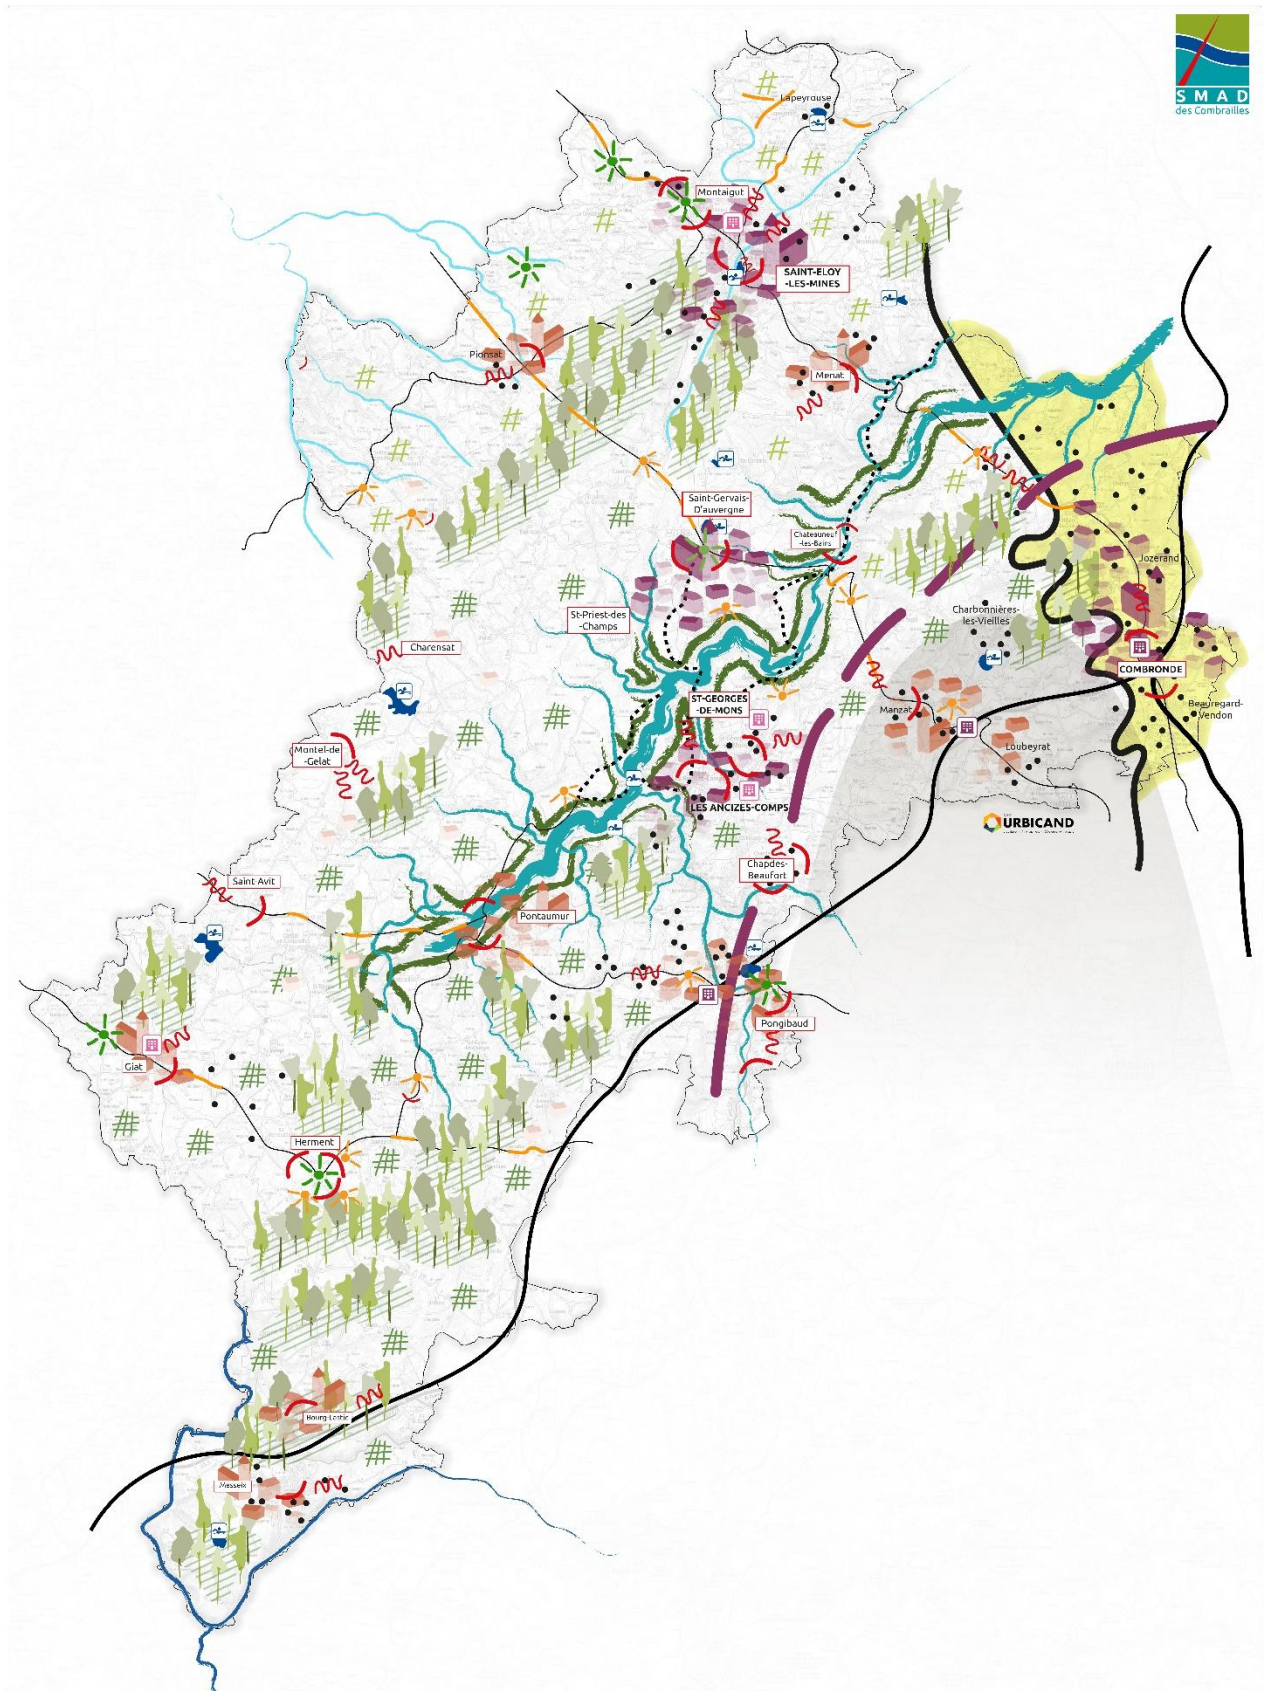 SMAD
des Combrailles
Lapeyrouse
Montaigut
SAINT-ELOY
-LES-MINES
Pionsat
Menat
Saint-Gervais-
D'auvergne
Chateauneuf
-les-Bains
Jozerand
St-Priest-des
-Champs
Charbonnières-
les-Vieilles
Charensat
COMBRONDE
ST-GEORGES
-DE-MONS
Manzat
Beauregard-
Vendon
Montel-de
-Gelat
Loubeyrat
LES ANCIZES-COMPS
URBICAND
Chapdes-
Beaufort
Saint-Avit
Pontaumur
Pongibaud
Giat
Herment
Bourg-Lastic
Messeix